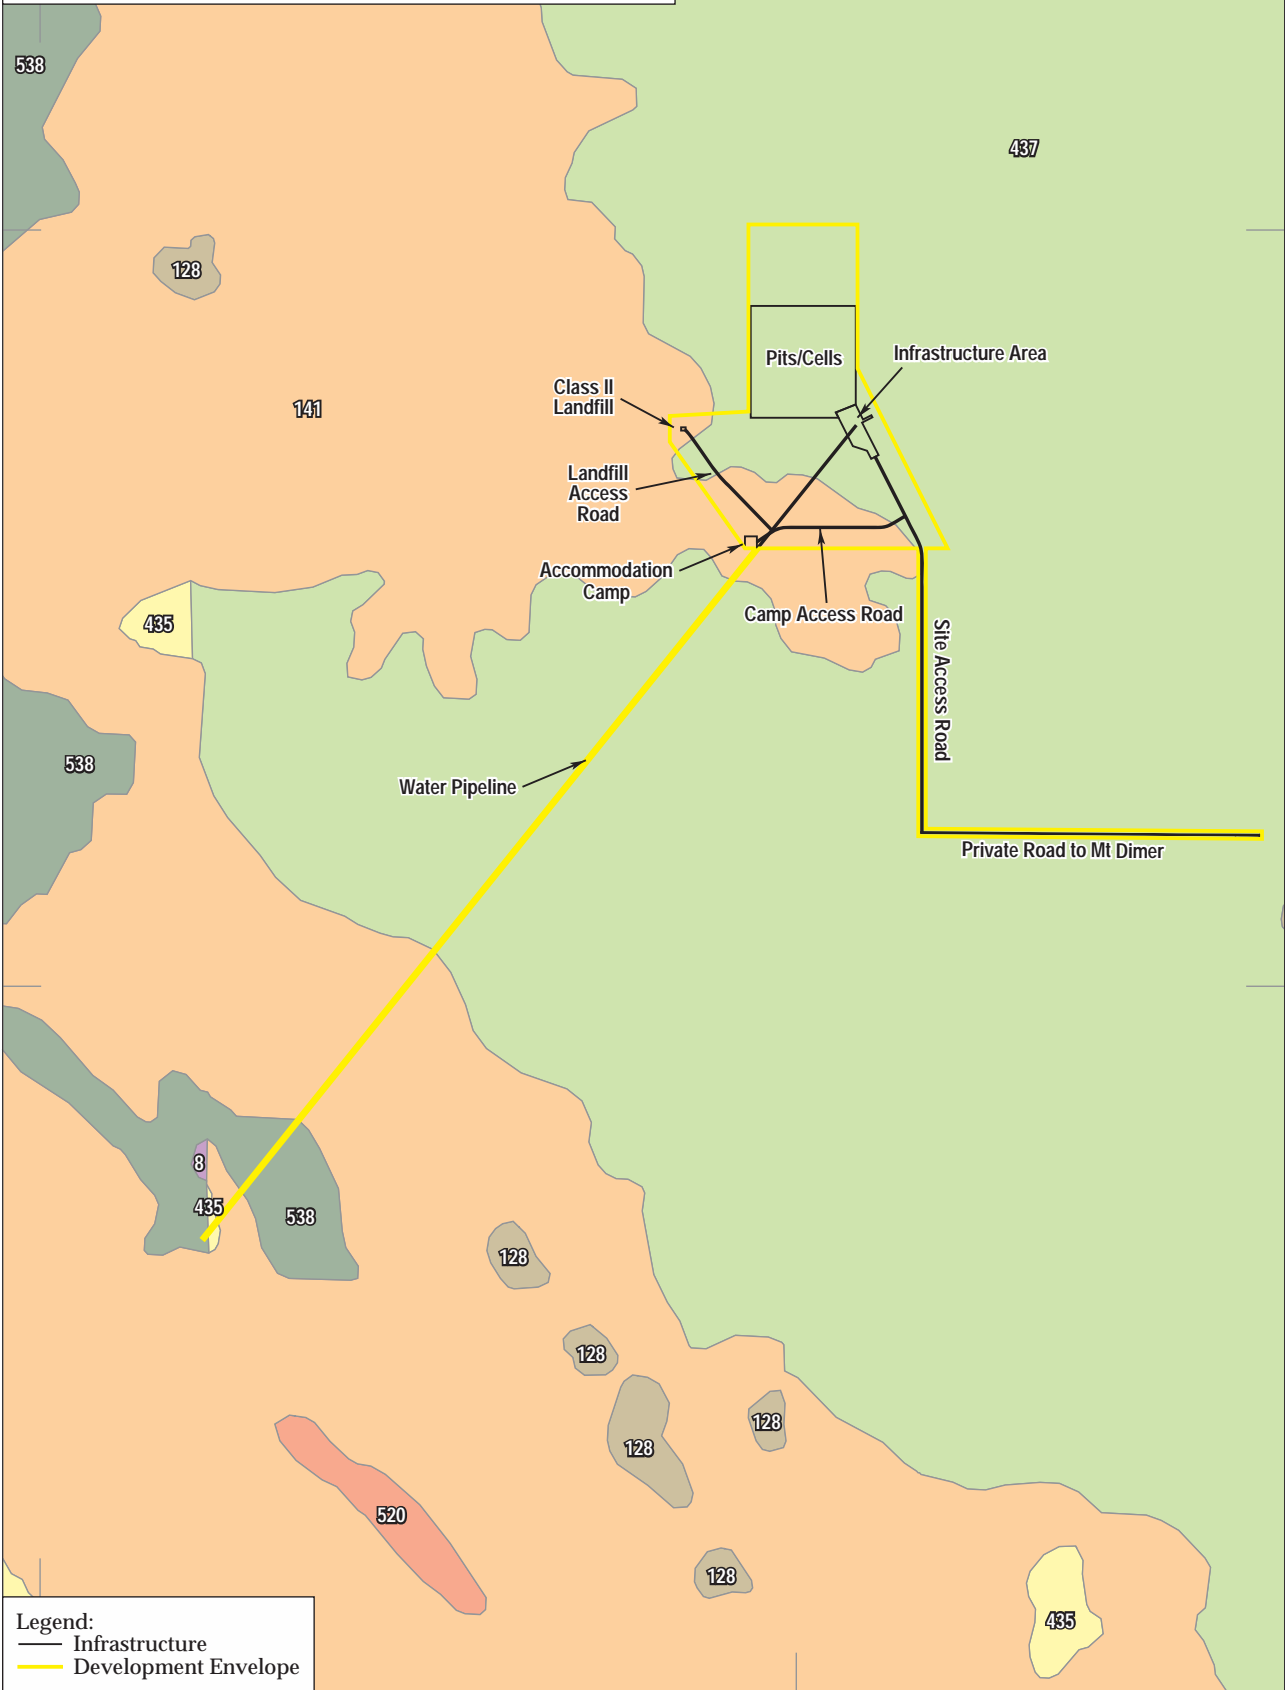 538
437
128
Pits/Cells
Infrastructure Area
Class II
Landfill
141
Landfill
Access
Road
Accommodation
Camp
Camp Access Road
435
Site Access Road
538
Water Pipeline
Private Road to Mt Dimer
8
435
538
128
128
128
128
520
128
435
Legend:
Infrastructure
Development Envelope